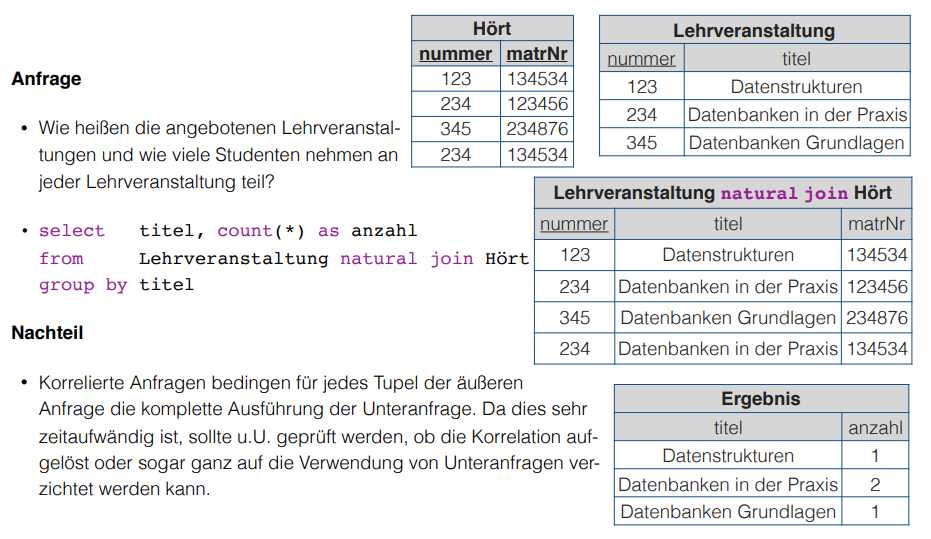 Anfrage
• Wie heißen die angebotenen Lehrveranstal-
tungen und wie viele Studenten nehmen an
jeder Lehrveranstaltung teil?
• select titel, count(*) as anzahl
from Lehrveranstaltung natural join Hört
group by titel
Nachteil
• Korrelierte Anfragen bedingen für jedes Tupel der äußeren
Anfrage die komplette Ausführung der Unteranfrage. Da dies sehr
zeitaufwändig ist, sollte u.U. geprüft werden, ob die Korrelation auf-
gelöst oder sogar ganz auf die Verwendung von Unteranfragen ver-
zichtet werden kann.
Hört
nummer matrNr
123 134534
234 123456
345 234876
234 134534
Lehrveranstaltung
nummer titel
123 Datenstrukturen
234 Datenbanken in der Praxis
345 Datenbanken Grundlagen
Lehrveranstaltung natural join Hört
nummer titel matrNr
123 Datenstrukturen 134534
234 Datenbanken in der Praxis 123456
345 Datenbanken Grundlagen 234876
234 Datenbanken in der Praxis 134534
Ergebnis
titel anzahl
Datenstrukturen 1
Datenbanken in der Praxis 2
Datenbanken Grundlagen 1